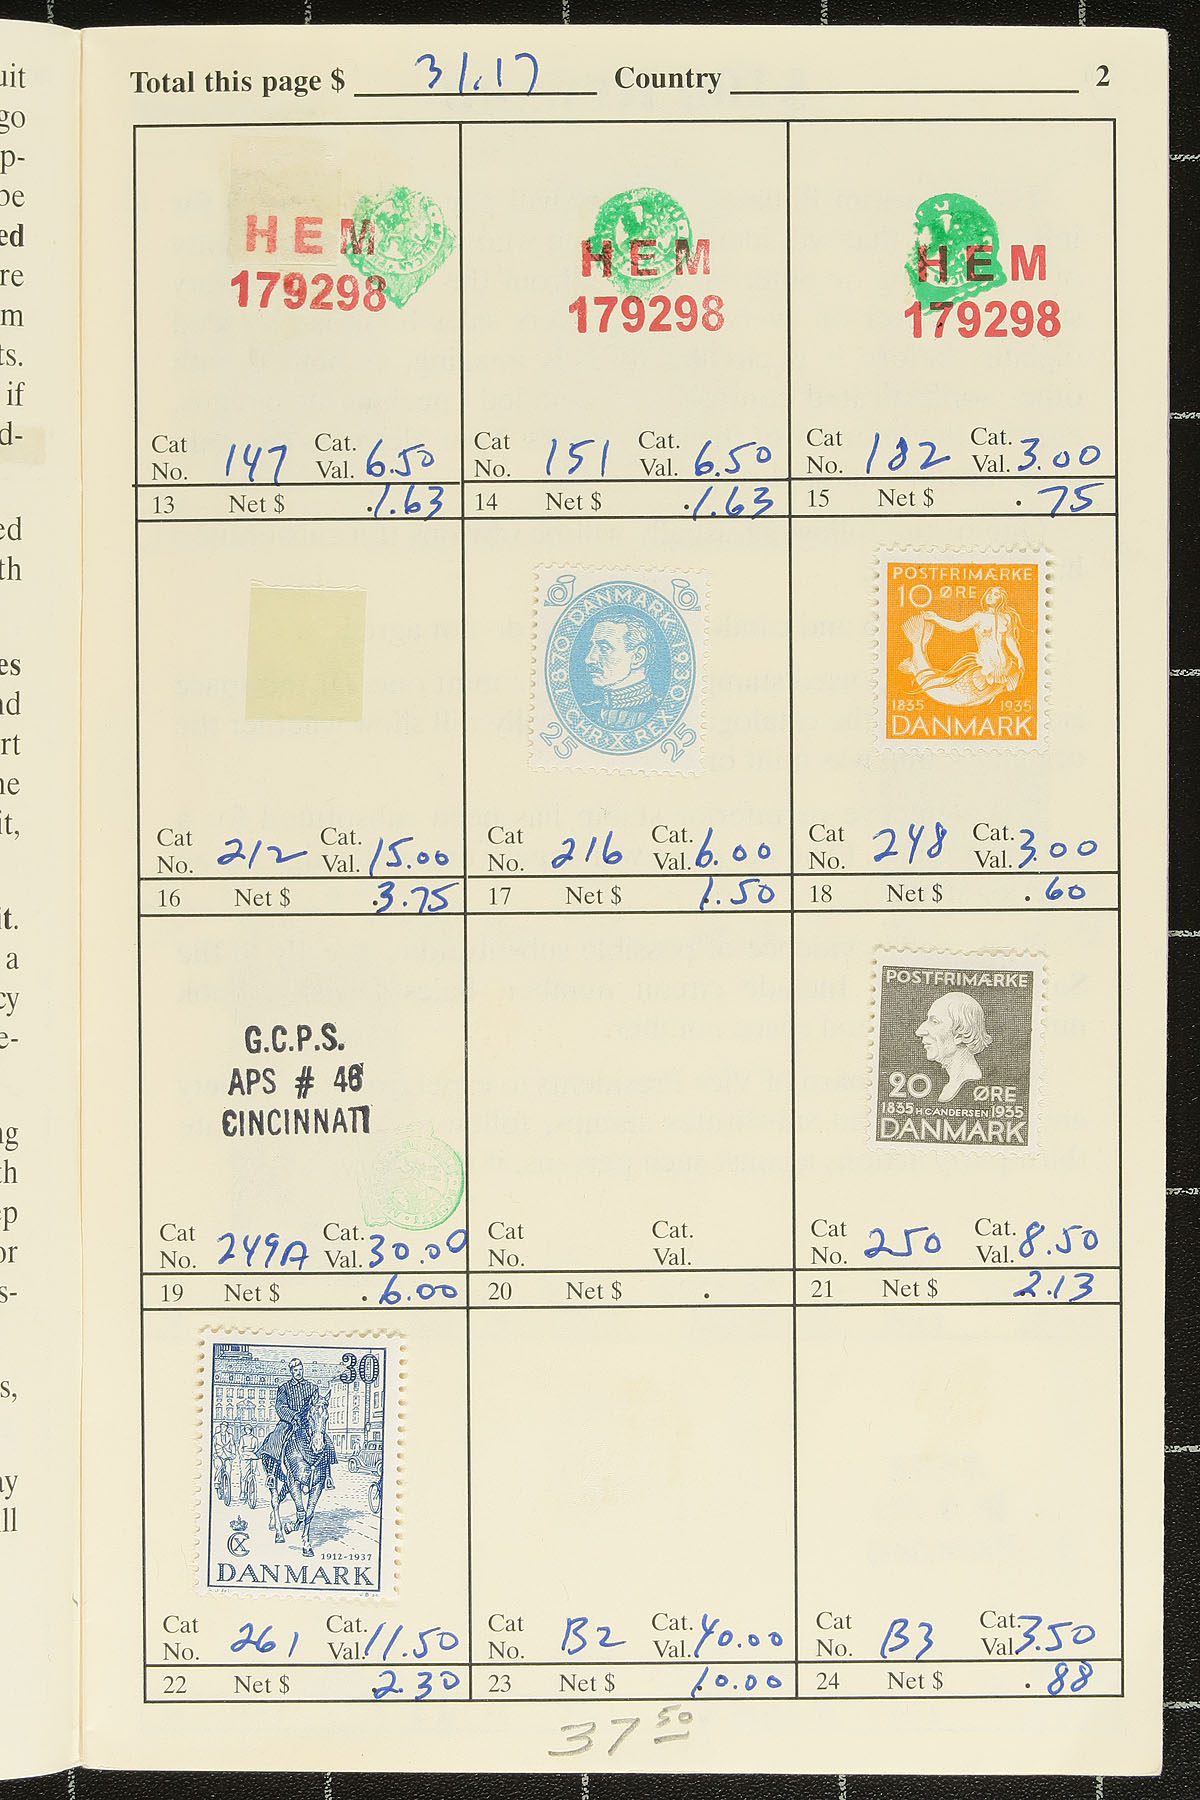 Total this page $ 31.17 Country 2
HEM
179298
HEM
179298
HEM
179298
Cat No. 147 Cat. Val. 6.50
13 Net $ .1.63
Cat No. 151 Cat. Val. 6.50
14 Net $ .1.63
Cat No. 182 Cat. Val. 3.00
15 Net $ .75
DANMARK
1870 1930
CHR·X·REX
25 25
POSTFRIMÆRKE
10 ØRE
1835 1935
DANMARK
Cat No. 212 Cat. Val. 15.00
16 Net $ .3.75
Cat No. 216 Cat. Val. 6.00
17 Net $ 1.50
Cat No. 248 Cat. Val. 3.00
18 Net $ .60
G.C.P.S.
APS # 46
CINCINNATI
POSTFRIMÆRKE
20 ØRE
1835 H.C.ANDERSEN 1935
DANMARK
Cat No. 249A Cat. Val. 30.00
19 Net $ .6.00
Cat No. Cat. Val.
20 Net $ .
Cat No. 250 Cat. Val. 8.50
21 Net $ 2.13
30
CX
1912-1937
DANMARK
Cat No. 261 Cat. Val. 11.50
22 Net $ 2.30
Cat No. B2 Cat. Val. 40.00
23 Net $ 10.00
Cat No. B3 Cat. Val. 3.50
24 Net $ .88
37 50